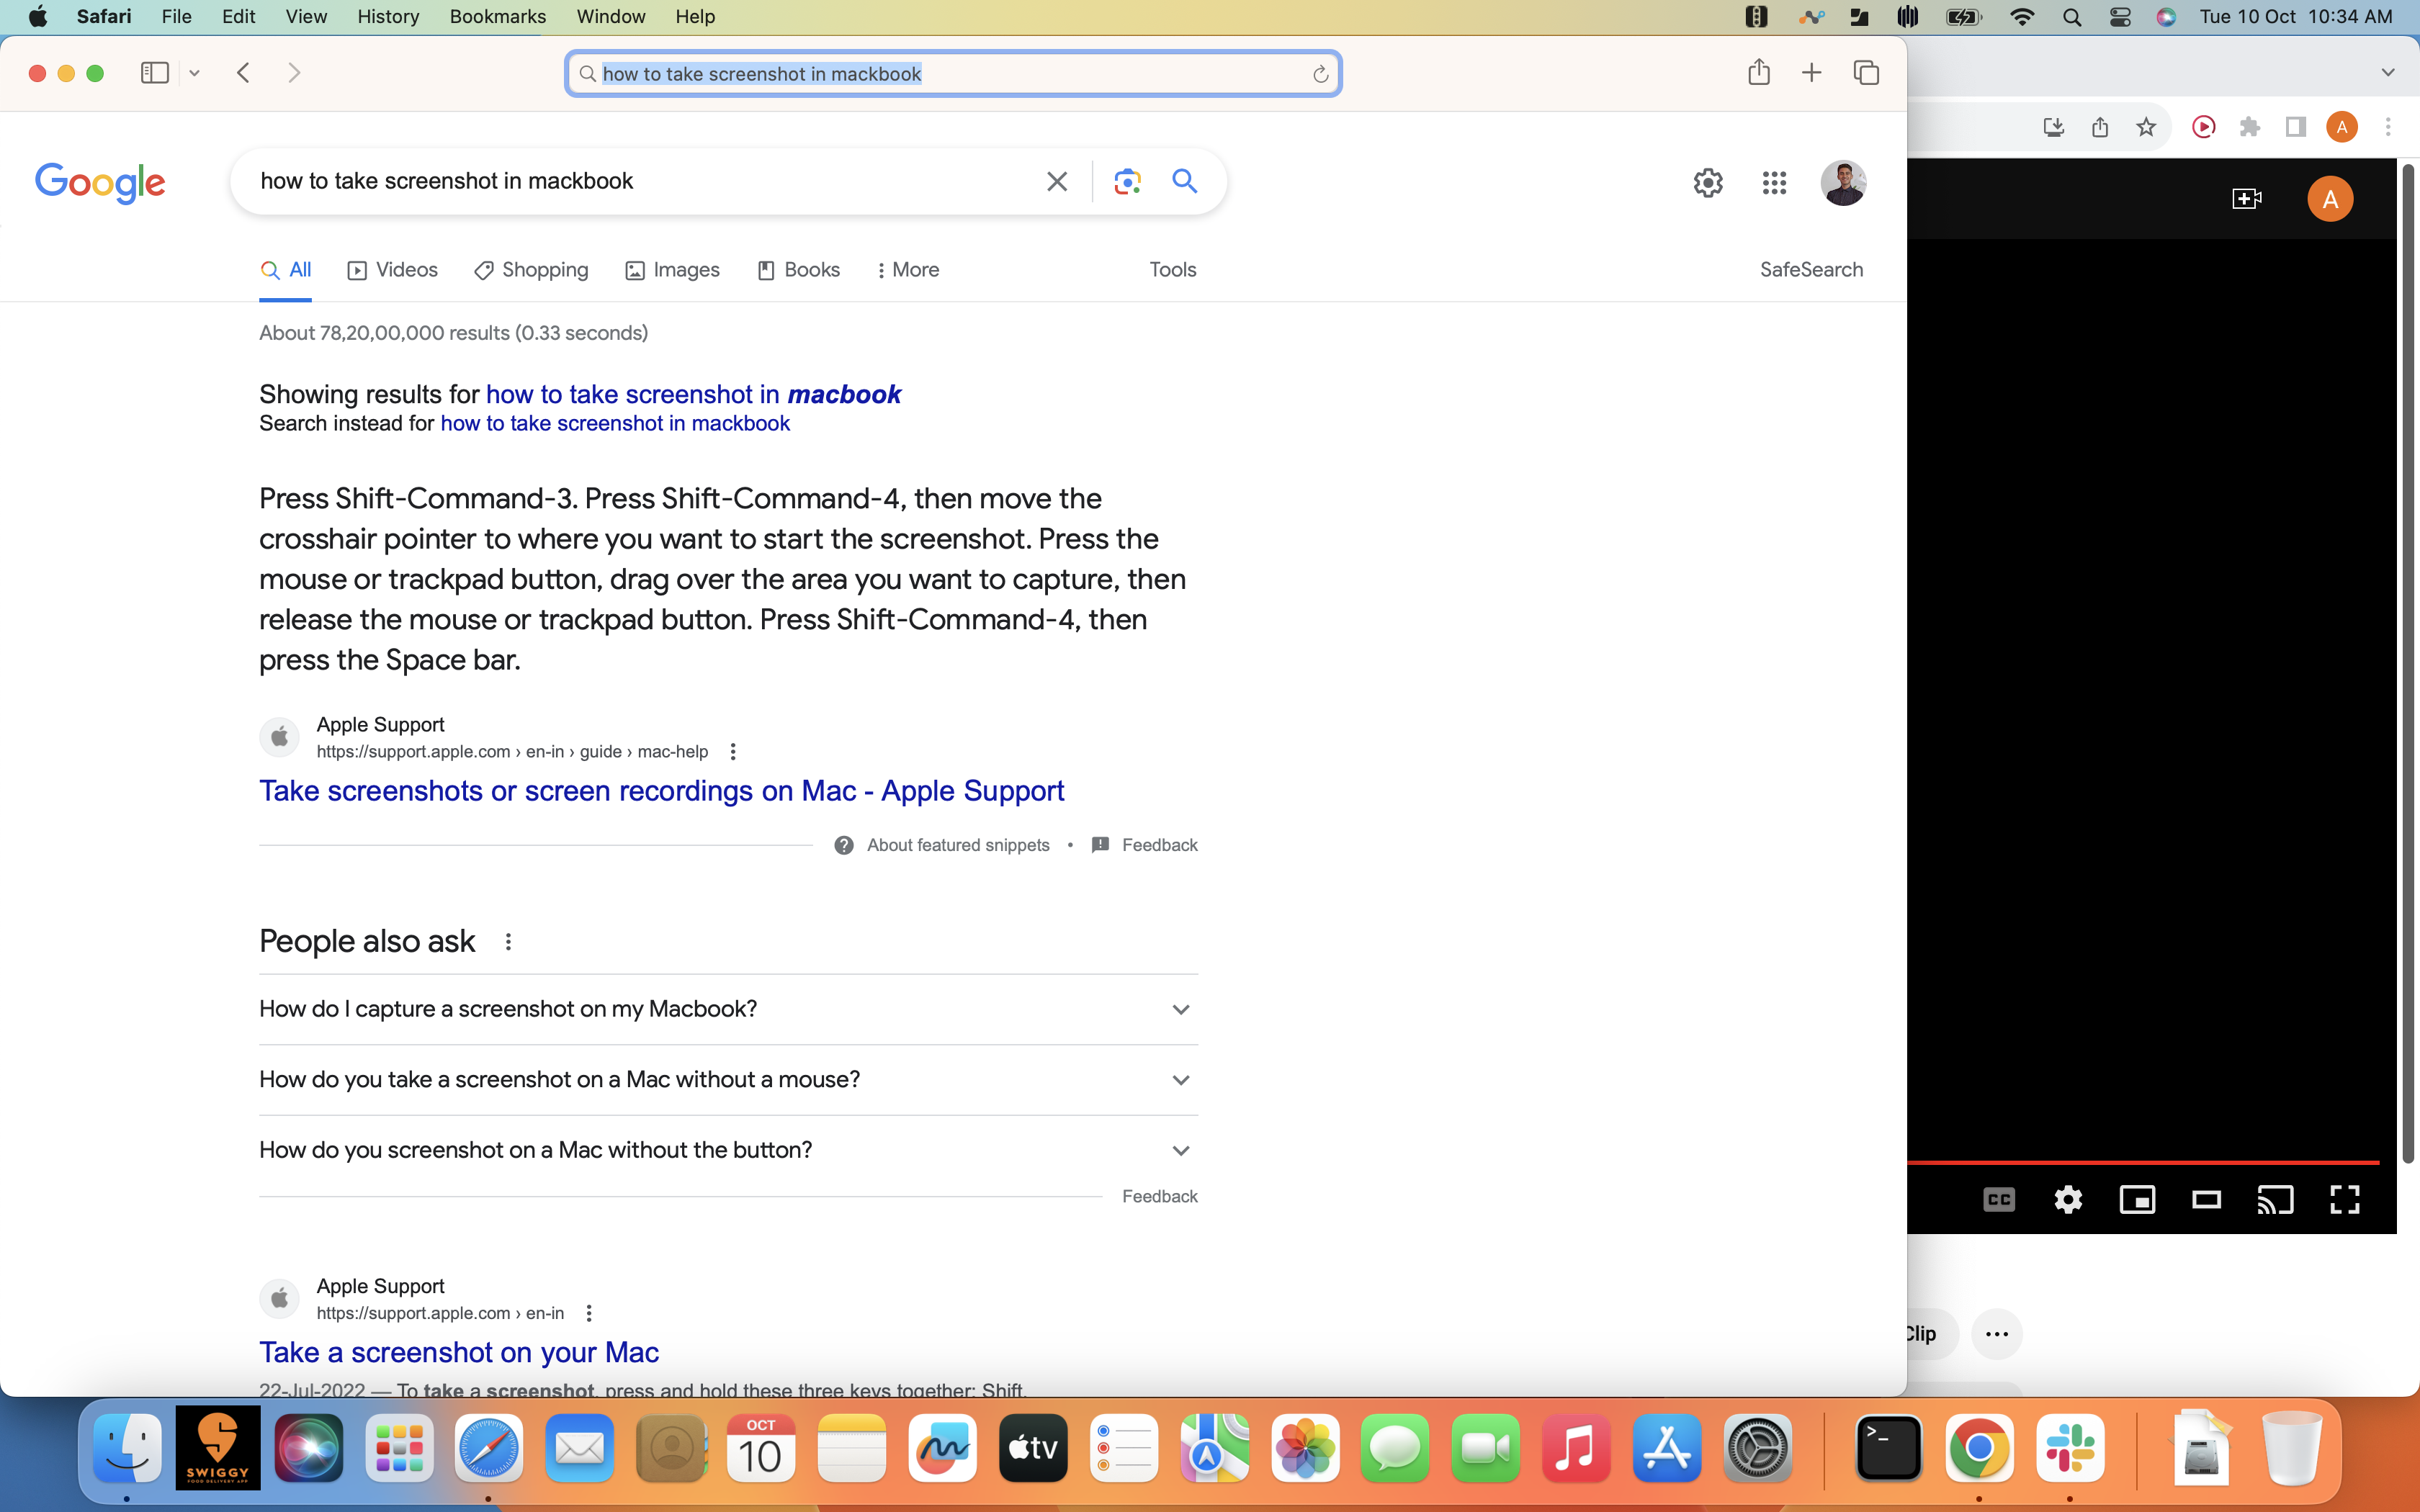 Safari File Edit View History Bookmarks Window Help Tue 10 Oct 10:34 AM
how to take screenshot in mackbook
A
Google how to take screenshot in mackbook
A
All Videos Shopping Images Books More Tools SafeSearch
About 78,20,00,000 results (0.33 seconds)
Showing results for how to take screenshot in macbook
Search instead for how to take screenshot in mackbook
Press Shift-Command-3. Press Shift-Command-4, then move the
crosshair pointer to where you want to start the screenshot. Press the
mouse or trackpad button, drag over the area you want to capture, then
release the mouse or trackpad button. Press Shift-Command-4, then
press the Space bar.
Apple Support
https://support.apple.com › en-in › guide › mac-help
Take screenshots or screen recordings on Mac - Apple Support
About featured snippets • Feedback
People also ask
How do I capture a screenshot on my Macbook?
How do you take a screenshot on a Mac without a mouse?
How do you screenshot on a Mac without the button?
Feedback
CC
Apple Support
https://support.apple.com › en-in
Clip
Take a screenshot on your Mac
22-Jul-2022 — To take a screenshot, press and hold these three keys together: Shift,
SWIGGY
FOOD DELIVERY APP
OCT
10
tv
>_